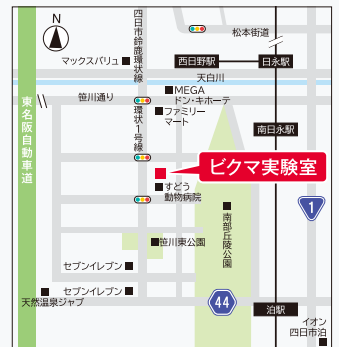 N
四日市鈴鹿環状線
松本街道
マックスバリュ
西日野駅
日永駅
天白川
笹川通り
MEGA
ドン・キホーテ
ファミリー
マート
環状1号線
東名阪自動車道
南日永駅
ビクマ実験室
すどう
動物病院
南部丘陵公園
1
笹川東公園
セブンイレブン
セブンイレブン
天然温泉ジャブ
44
泊駅
イオン
四日市泊